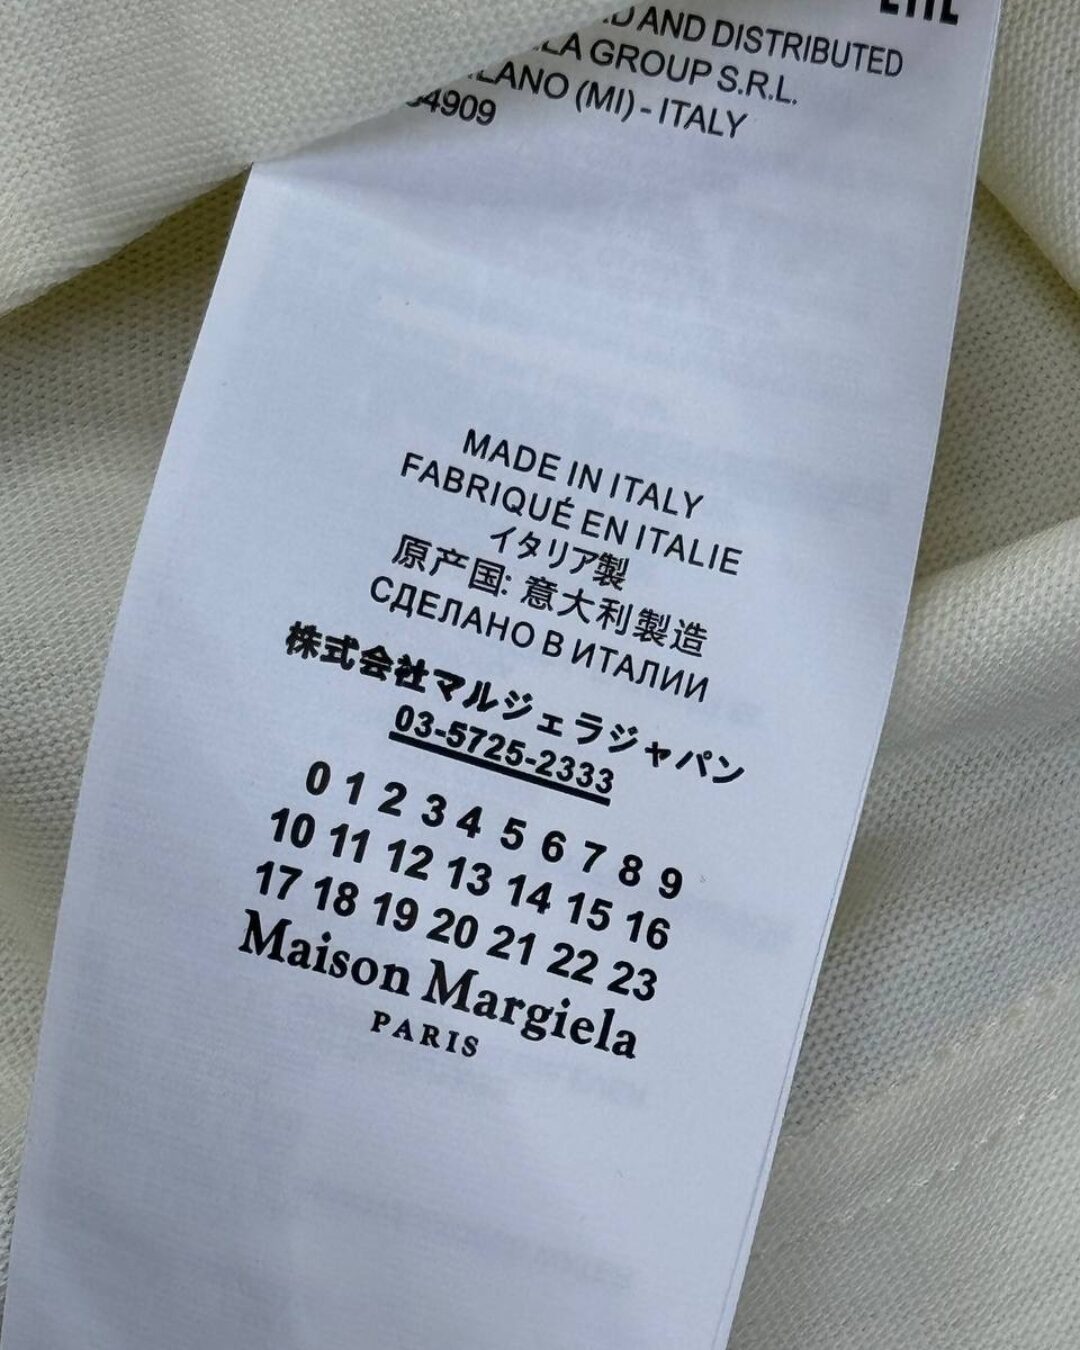 AND DISTRIBUTED
GROUP S.R.L.
(MI) - ITALY
MADE IN ITALY
FABRIQUÉ EN ITALIE
イタリア製
原产国: 意大利製造
СДЕЛАНО В ИТАЛИИ
株式会社マルジェラジャパン
03-5725-2333
0 1 2 3 4 5 6 7 8 9
10 11 12 13 14 15 16
17 18 19 20 21 22 23
Maison Margiela
PARIS